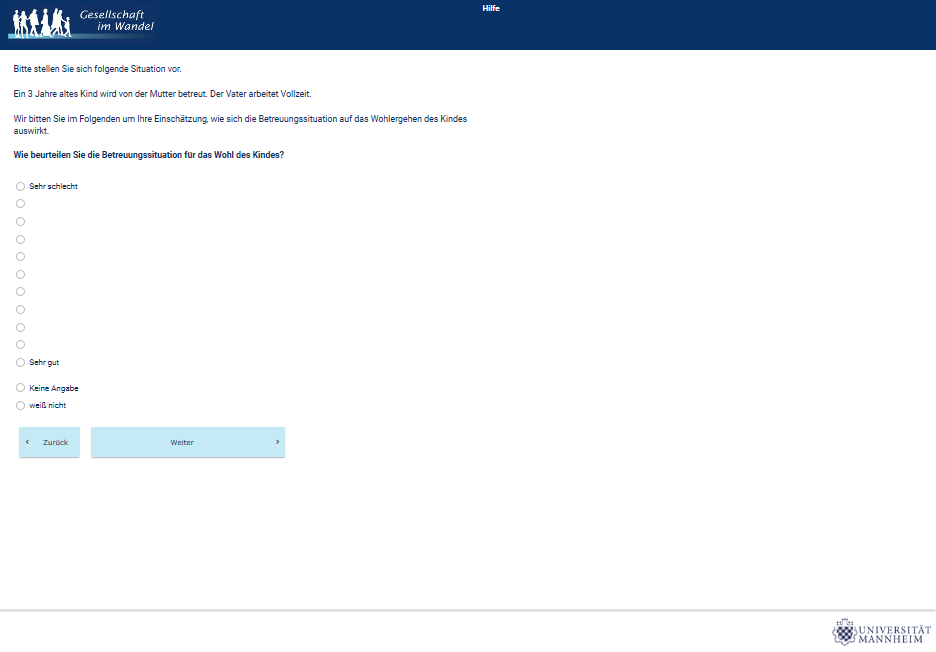 Gesellschaft
im Wandel
Hilfe
Bitte stellen Sie sich folgende Situation vor.
Ein 3 Jahre altes Kind wird von der Mutter betreut. Der Vater arbeitet Vollzeit.
Wir bitten Sie im Folgenden um Ihre Einschätzung, wie sich die Betreuungssituation auf das Wohlergehen des Kindes
auswirkt.
Wie beurteilen Sie die Betreuungssituation für das Wohl des Kindes?
Sehr schlecht
Sehr gut
Keine Angabe
weiß nicht
Zurück
Weiter
UNIVERSITÄT
MANNHEIM